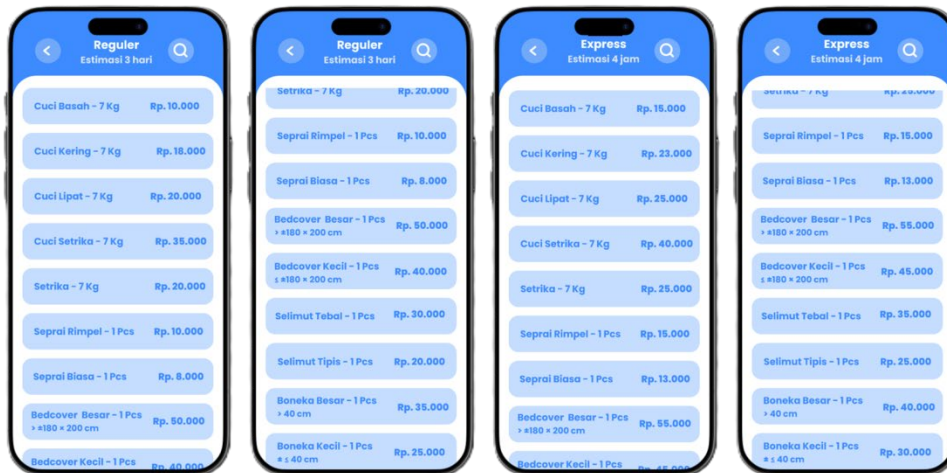 Reguler
Estimasi 3 hari
Cuci Basah - 7 Kg Rp. 10.000
Cuci Kering - 7 Kg Rp. 18.000
Cuci Lipat - 7 Kg Rp. 20.000
Cuci Setrika - 7 Kg Rp. 35.000
Setrika - 7 Kg Rp. 20.000
Seprai Rimpel - 1 Pcs Rp. 10.000
Seprai Biasa - 1 Pcs Rp. 8.000
Bedcover Besar - 1 Pcs Rp. 50.000
> ±180 × 200 cm
Bedcover Kecil - 1 Pcs Rp. 40.000
Reguler
Estimasi 3 hari
Setrika - 7 Kg Rp. 20.000
Seprai Rimpel - 1 Pcs Rp. 10.000
Seprai Biasa - 1 Pcs Rp. 8.000
Bedcover Besar - 1 Pcs Rp. 50.000
> ±180 × 200 cm
Bedcover Kecil - 1 Pcs Rp. 40.000
≤ ±180 × 200 cm
Selimut Tebal - 1 Pcs Rp. 30.000
Selimut Tipis - 1 Pcs Rp. 20.000
Boneka Besar - 1 Pcs Rp. 35.000
> 40 cm
Boneka Kecil - 1 Pcs Rp. 25.000
± ≤ 40 cm
Express
Estimasi 4 jam
Cuci Basah - 7 Kg Rp. 15.000
Cuci Kering - 7 Kg Rp. 23.000
Cuci Lipat - 7 Kg Rp. 25.000
Cuci Setrika - 7 Kg Rp. 40.000
Setrika - 7 Kg Rp. 25.000
Seprai Rimpel - 1 Pcs Rp. 15.000
Seprai Biasa - 1 Pcs Rp. 13.000
Bedcover Besar - 1 Pcs Rp. 55.000
> ±180 × 200 cm
Bedcover Kecil - 1 Pcs Rp. 45.000
Express
Estimasi 4 jam
Setrika - 7 Kg Rp. 25.000
Seprai Rimpel - 1 Pcs Rp. 15.000
Seprai Biasa - 1 Pcs Rp. 13.000
Bedcover Besar - 1 Pcs Rp. 55.000
> ±180 × 200 cm
Bedcover Kecil - 1 Pcs Rp. 45.000
≤ ±180 × 200 cm
Selimut Tebal - 1 Pcs Rp. 35.000
Selimut Tipis - 1 Pcs Rp. 25.000
Boneka Besar - 1 Pcs Rp. 40.000
> 40 cm
Boneka Kecil - 1 Pcs Rp. 30.000
± ≤ 40 cm